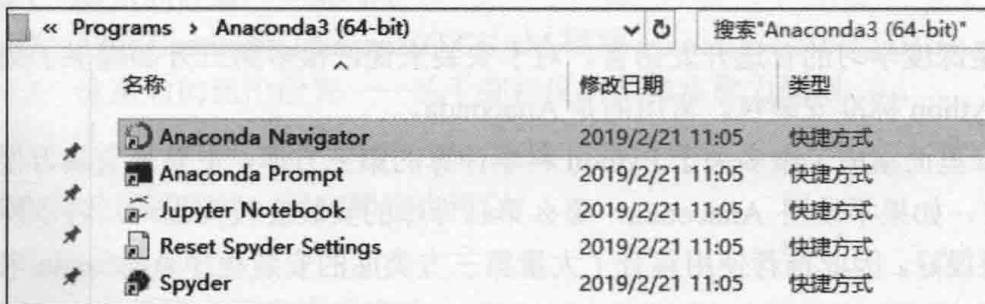 « Programs › Anaconda3 (64-bit) 搜索"Anaconda3 (64-bit)"
名称 修改日期 类型
Anaconda Navigator 2019/2/21 11:05 快捷方式
Anaconda Prompt 2019/2/21 11:05 快捷方式
Jupyter Notebook 2019/2/21 11:05 快捷方式
Reset Spyder Settings 2019/2/21 11:05 快捷方式
Spyder 2019/2/21 11:05 快捷方式